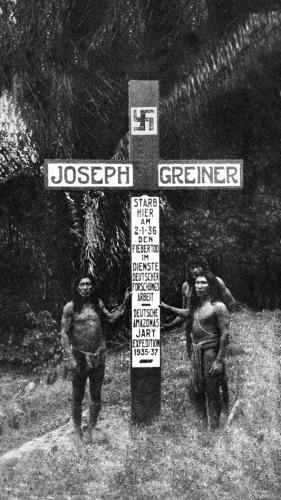 JOSEPH GREINER
STARB
HIER
AM
2·1·36
DEN
FIEBERTOD
IM
DIENSTE
DEUTSCHER
FORSCHUNGS
ARBEIT
DEUTSCHE
AMAZONAS
JARY
EXPEDITION
1935-37